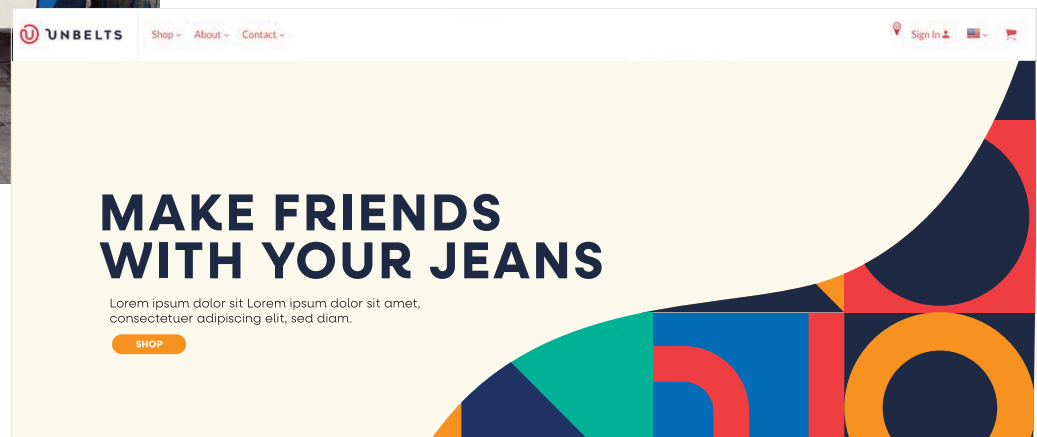 UNBELTS
Shop
About
Contact
Sign In
MAKE FRIENDS
WITH YOUR JEANS
Lorem ipsum dolor sit Lorem ipsum dolor sit amet,
consectetuer adipiscing elit, sed diam.
SHOP